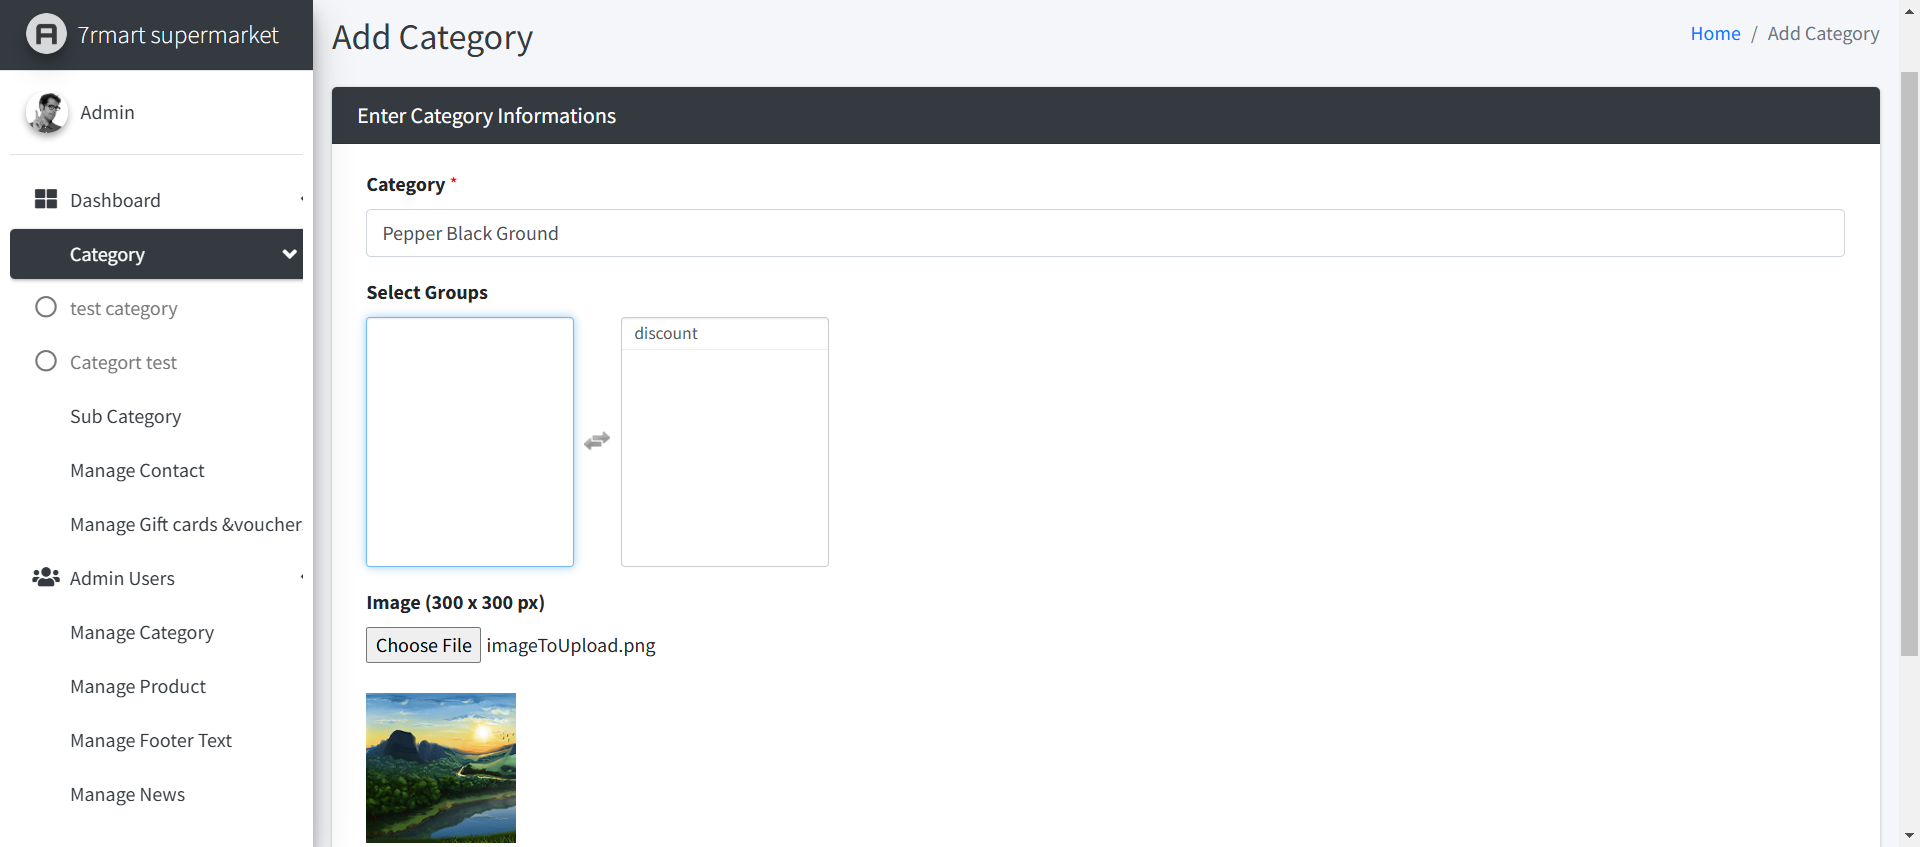 7rmart supermarket
Add Category
Home / Add Category
Admin
Enter Category Informations
Category *
Pepper Black Ground
Dashboard
Category
test category
Categort test
Sub Category
Manage Contact
Manage Gift cards &voucher
Admin Users
Manage Category
Manage Product
Manage Footer Text
Manage News
Select Groups
discount
Image (300 x 300 px)
Choose File imageToUpload.png